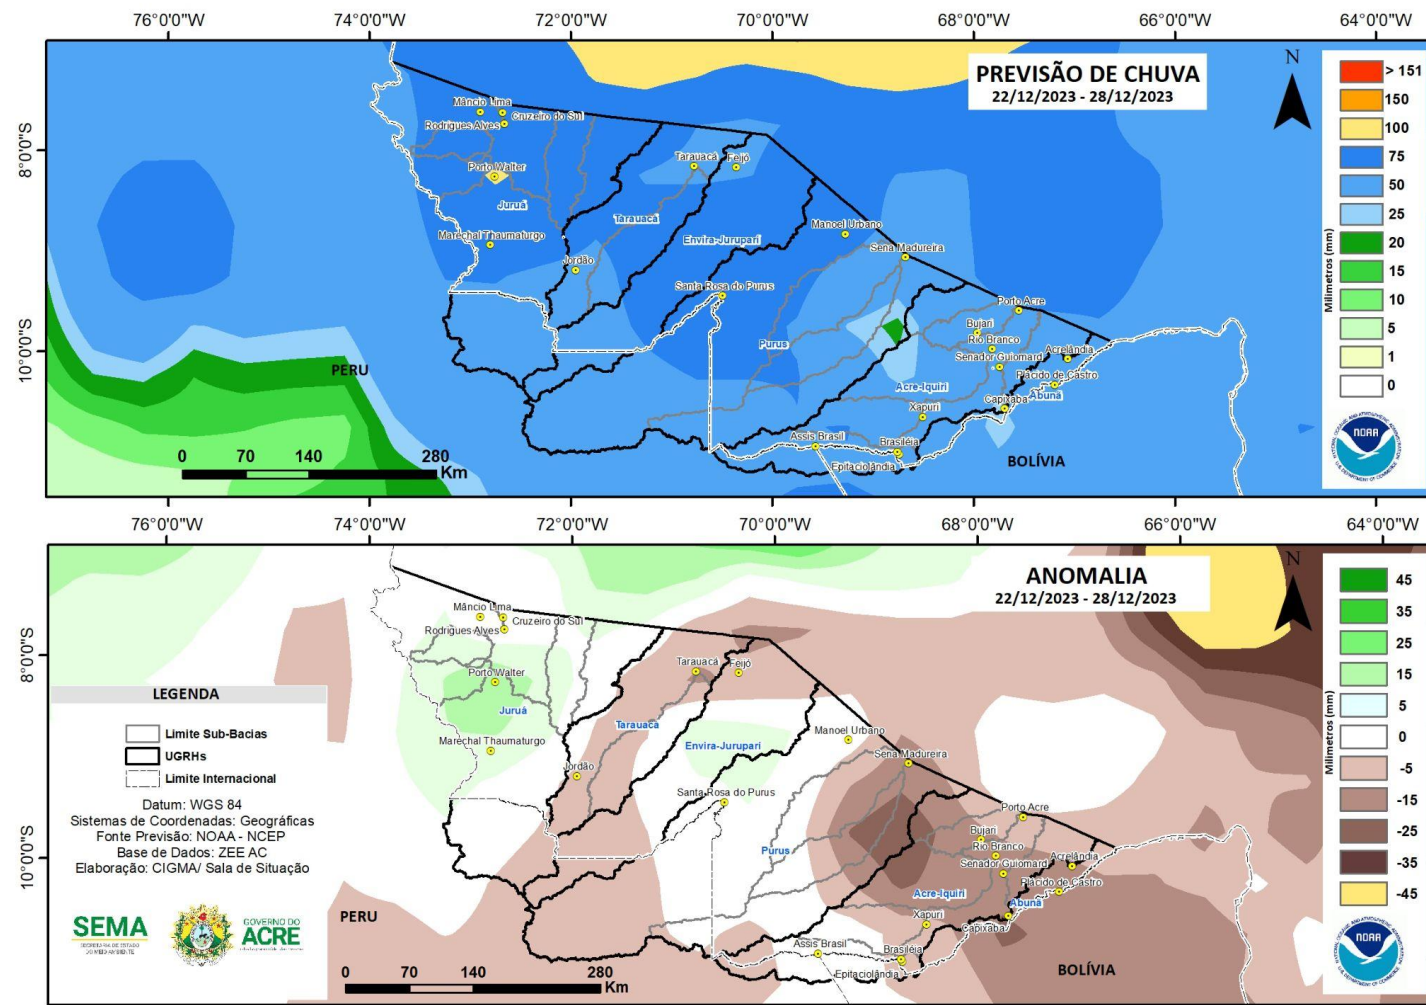 76°0'0"W 74°0'0"W 72°0'0"W 70°0'0"W 68°0'0"W 66°0'0"W 64°0'0"W
PREVISÃO DE CHUVA
22/12/2023 - 28/12/2023
N
8°0'0"S
10°0'0"S
Mâncio Lima
Cruzeiro do Sul
Rodrigues Alves
Porto Walter
Juruá
Marechal Thaumaturgo
Tarauacá
Feijó
Tarauacá
Envira-Jurupari
Jordão
Manoel Urbano
Sena Madureira
Santa Rosa do Purus
Purus
Porto Acre
Bujari
Rio Branco
Senador Guiomard
Acrelândia
Plácido de Castro
Acre-Iquiri
Abunã
Capixaba
Xapuri
Assis Brasil
Brasiléia
Epitaciolândia
PERU
BOLÍVIA
0 70 140 280
Km
Milimetros (mm)
> 151
150
100
75
50
25
20
15
10
5
1
0
NOAA
76°0'0"W 74°0'0"W 72°0'0"W 70°0'0"W 68°0'0"W 66°0'0"W 64°0'0"W
ANOMALIA
22/12/2023 - 28/12/2023
N
8°0'0"S
10°0'0"S
Mâncio Lima
Cruzeiro do Sul
Rodrigues Alves
Porto Walter
Juruá
Marechal Thaumaturgo
Tarauacá
Feijó
Tarauacá
Envira-Jurupari
Jordão
Manoel Urbano
Sena Madureira
Santa Rosa do Purus
Purus
Porto Acre
Bujari
Rio Branco
Senador Guiomard
Acrelândia
Plácido de Castro
Acre-Iquiri
Abunã
Capixaba
Xapuri
Assis Brasil
Brasiléia
Epitaciolândia
PERU
BOLÍVIA
0 70 140 280
Km
Milimetros (mm)
45
35
25
15
5
0
-5
-15
-25
-35
-45
NOAA
LEGENDA
Limite Sub-Bacias
UGRHs
Limite Internacional
Datum: WGS 84
Sistemas de Coordenadas: Geográficas
Fonte Previsão: NOAA - NCEP
Base de Dados: ZEE AC
Elaboração: CIGMA/ Sala de Situação
SEMA
SECRETARIA DE ESTADO
DO MEIO AMBIENTE
GOVERNO DO
ACRE